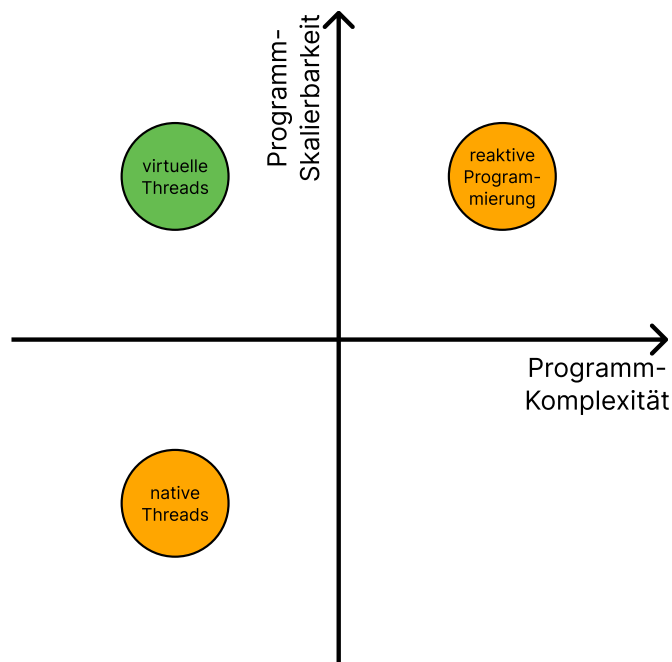 Programm-
Skalierbarkeit
virtuelle
Threads
reaktive
Program-
mierung
Programm-
Komplexität
native
Threads